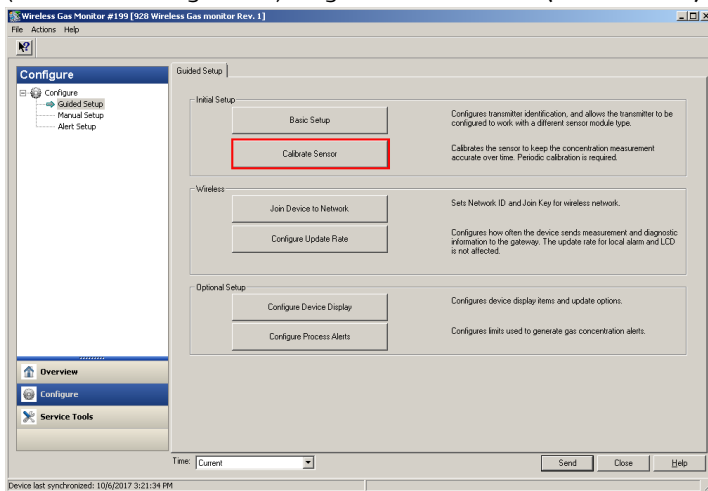 Wireless Gas Monitor #199 [928 Wireless Gas monitor Rev. 1]
File Actions Help
Configure
Guided Setup
Configure
Guided Setup
Manual Setup
Alert Setup
Initial Setup
Basic Setup
Configures transmitter identification, and allows the transmitter to be
configured to work with a different sensor module type.
Calibrate Sensor
Calibrates the sensor to keep the concentration measurement
accurate over time. Periodic calibration is required.
Wireless
Join Device to Network
Sets Network ID and Join Key for wireless network.
Configure Update Rate
Configures how often the device sends measurement and diagnostic
information to the gateway. The update rate for local alarm and LCD
is not affected.
Optional Setup
Configure Device Display
Configures device display items and update options.
Configure Process Alerts
Configures limits used to generate gas concentration alerts.
Overview
Configure
Service Tools
Time: Current
Send Close Help
Device last synchronized: 10/6/2017 3:21:34 PM